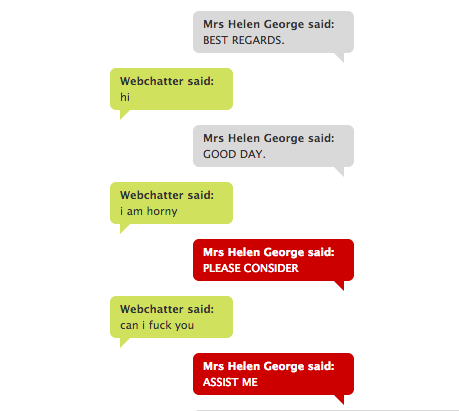 Mrs Helen George said:
BEST REGARDS.
Webchatter said:
hi
Mrs Helen George said:
GOOD DAY.
Webchatter said:
i am horny
Mrs Helen George said:
PLEASE CONSIDER
Webchatter said:
can i fuck you
Mrs Helen George said:
ASSIST ME